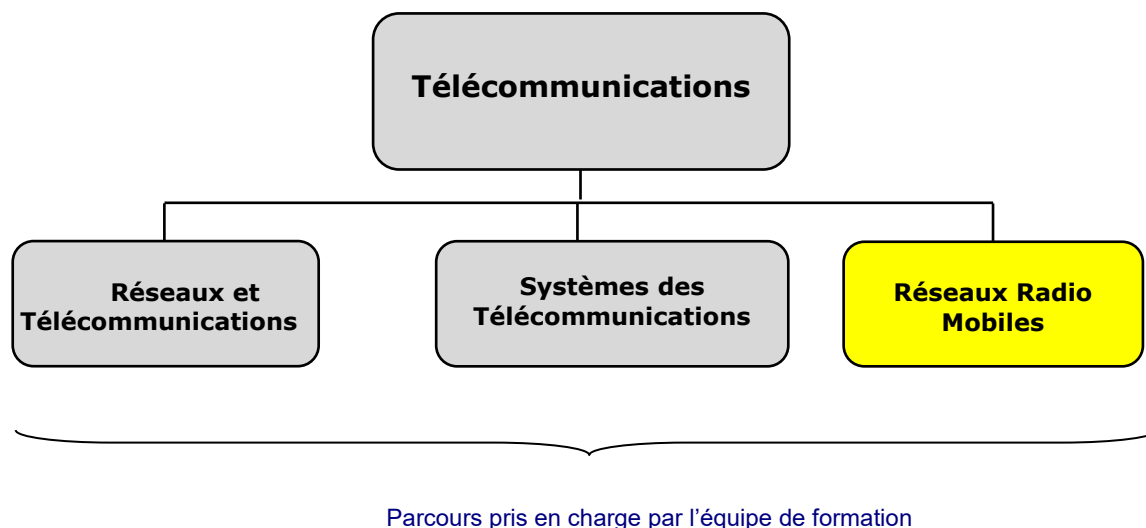 Télécommunications
Réseaux et
Télécommunications
Systèmes des
Télécommunications
Réseaux Radio
Mobiles
Parcours pris en charge par l’équipe de formation